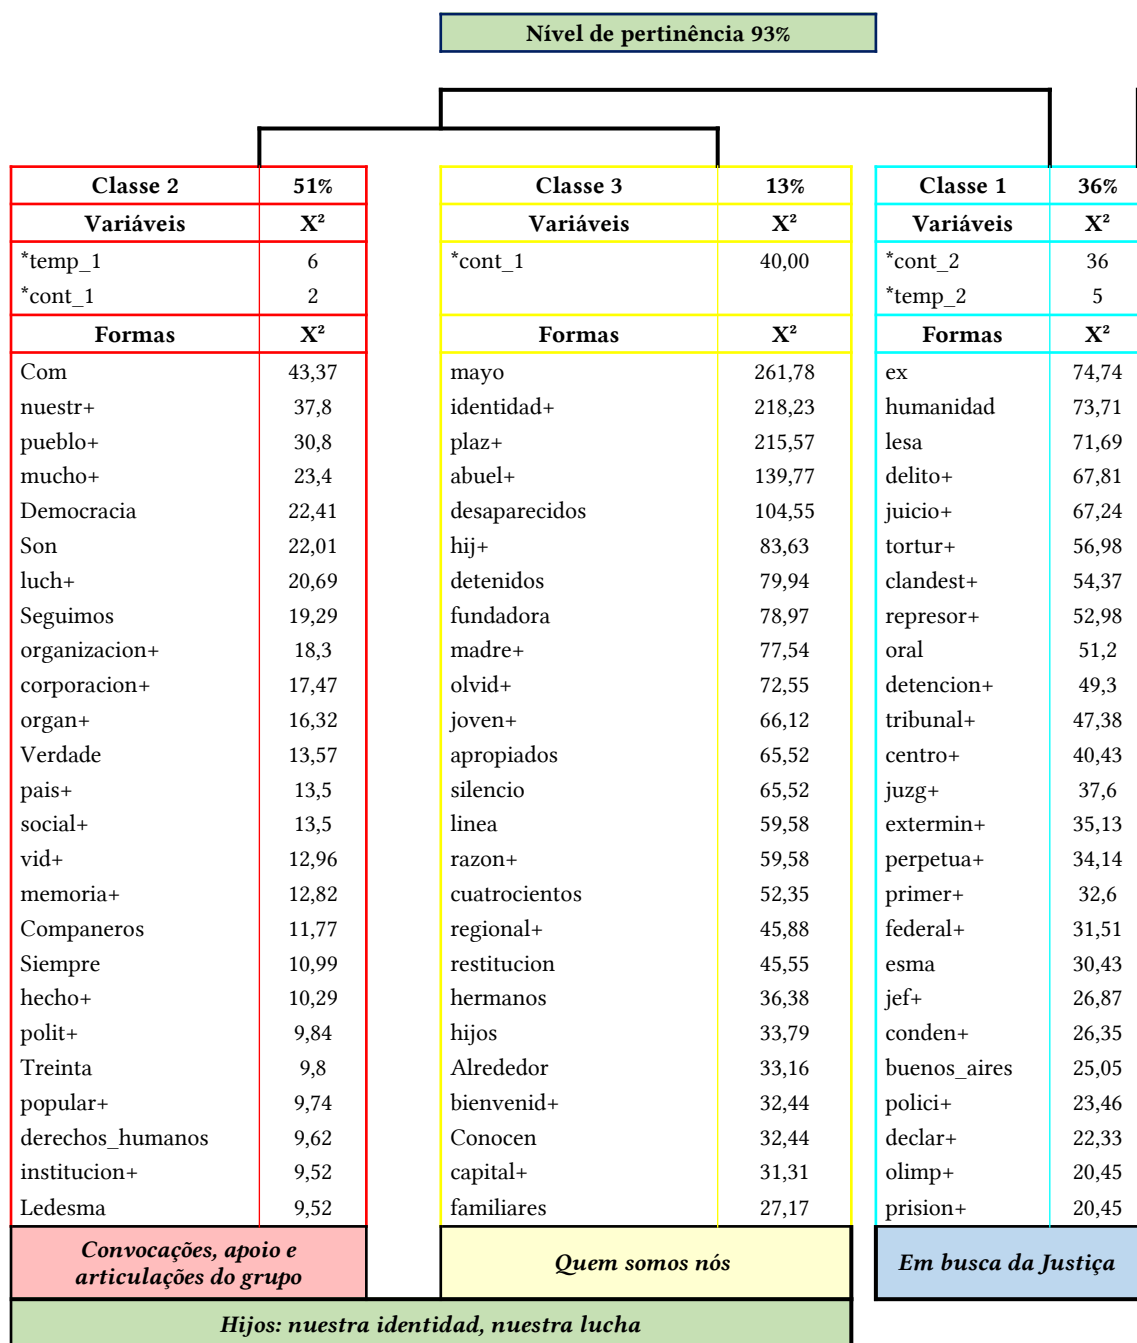 Nível de pertinência 93%
Classe 2 51% Classe 3 13% Classe 1 36%
Variáveis X² Variáveis X² Variáveis X²
*temp_1 6 *cont_1 40,00 *cont_2 36
*cont_1 2 *temp_2 5
Formas X² Formas X² Formas X²
Com 43,37 mayo 261,78 ex 74,74
nuestr+ 37,8 identidad+ 218,23 humanidad 73,71
pueblo+ 30,8 plaz+ 215,57 lesa 71,69
mucho+ 23,4 abuel+ 139,77 delito+ 67,81
Democracia 22,41 desaparecidos 104,55 juicio+ 67,24
Son 22,01 hij+ 83,63 tortur+ 56,98
luch+ 20,69 detenidos 79,94 clandest+ 54,37
Seguimos 19,29 fundadora 78,97 represor+ 52,98
organizacion+ 18,3 madre+ 77,54 oral 51,2
corporacion+ 17,47 olvid+ 72,55 detencion+ 49,3
organ+ 16,32 joven+ 66,12 tribunal+ 47,38
Verdade 13,57 apropiados 65,52 centro+ 40,43
pais+ 13,5 silencio 65,52 juzg+ 37,6
social+ 13,5 linea 59,58 extermin+ 35,13
vid+ 12,96 razon+ 59,58 perpetua+ 34,14
memoria+ 12,82 cuatrocientos 52,35 primer+ 32,6
Companeros 11,77 regional+ 45,88 federal+ 31,51
Siempre 10,99 restitucion 45,55 esma 30,43
hecho+ 10,29 hermanos 36,38 jef+ 26,87
polit+ 9,84 hijos 33,79 conden+ 26,35
Treinta 9,8 Alrededor 33,16 buenos_aires 25,05
popular+ 9,74 bienvenid+ 32,44 polici+ 23,46
derechos_humanos 9,62 Conocen 32,44 declar+ 22,33
institucion+ 9,52 capital+ 31,31 olimp+ 20,45
Ledesma 9,52 familiares 27,17 prision+ 20,45
Convocações, apoio e
articulações do grupo
Quem somos nós
Em busca da Justiça
Hijos: nuestra identidad, nuestra lucha